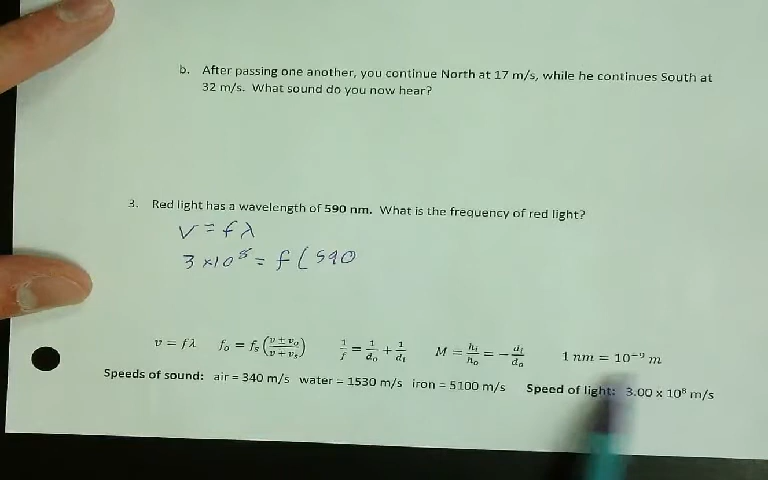 b. After passing one another, you continue North at 17 m/s, while he continues South at
32 m/s. What sound do you now hear?
3. Red light has a wavelength of 590 nm. What is the frequency of red light?
v = fλ
3 ×10⁸ = f (590
v = fλ f₀ = fₛ((v + v₀)/(v + vₛ)) 1/f = 1/d₀ + 1/dᵢ M = hᵢ/h₀ = −dᵢ/d₀ 1 nm = 10⁻⁹ m
Speeds of sound: air = 340 m/s water = 1530 m/s iron = 5100 m/s Speed of light: 3.00 x 10⁸ m/s